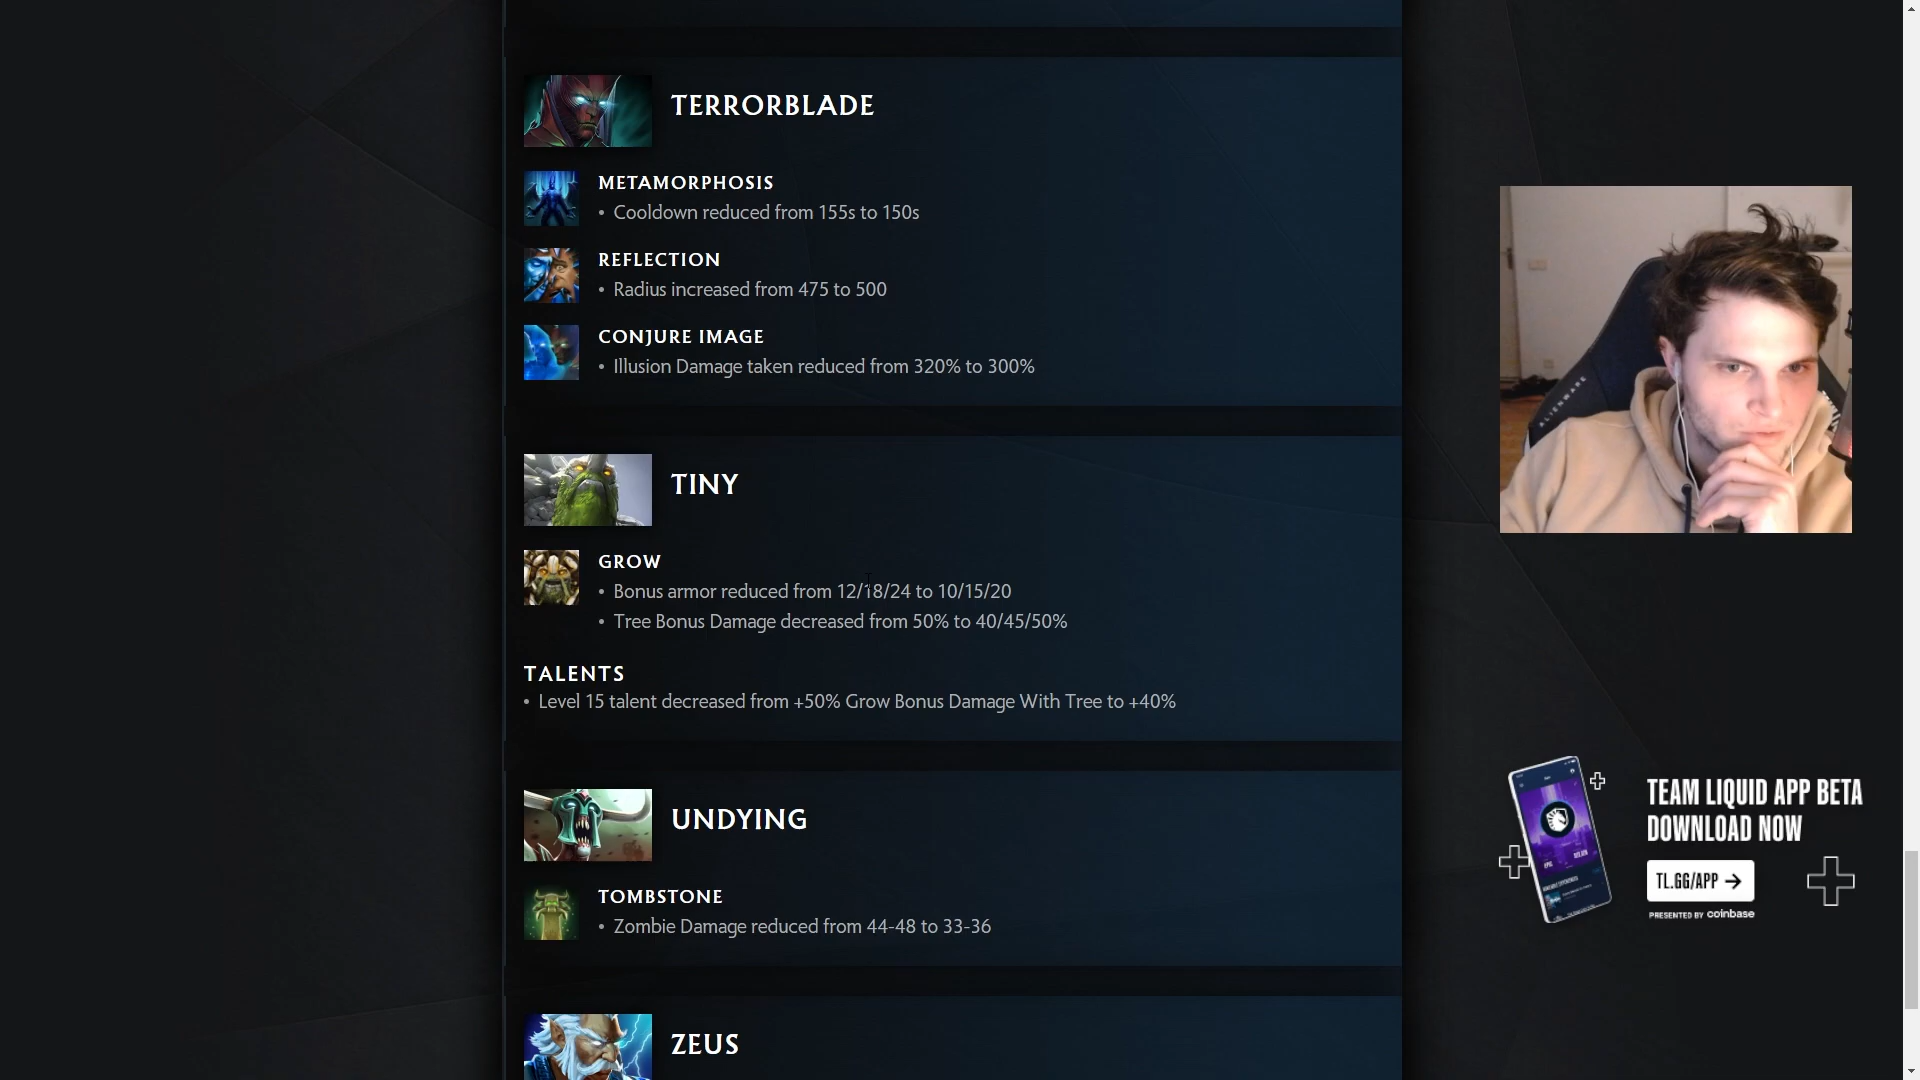 TERRORBLADE
METAMORPHOSIS
• Cooldown reduced from 155s to 150s
REFLECTION
• Radius increased from 475 to 500
CONJURE IMAGE
• Illusion Damage taken reduced from 320% to 300%
ALIENWARE
TINY
GROW
• Bonus armor reduced from 12/18/24 to 10/15/20
• Tree Bonus Damage decreased from 50% to 40/45/50%
TALENTS
• Level 15 talent decreased from +50% Grow Bonus Damage With Tree to +40%
UNDYING
TOMBSTONE
• Zombie Damage reduced from 44-48 to 33-36
ZEUS
TEAM LIQUID APP BETA
DOWNLOAD NOW
TL.GG/APP →
PRESENTED BY coinbase